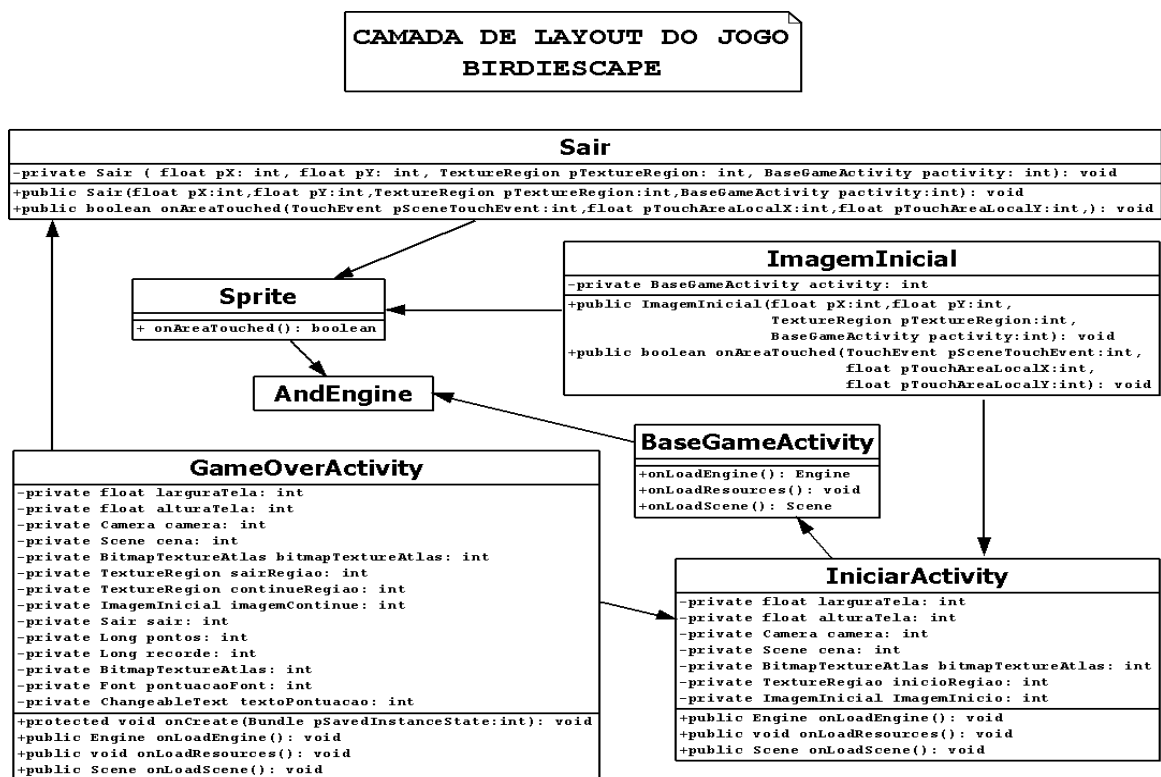 CAMADA DE LAYOUT DO JOGO
BIRDIESCAPE
Sair
-private Sair ( float pX: int, float pY: int, TextureRegion pTextureRegion: int, BaseGameActivity pactivity: int): void
+public Sair(float pX:int,float pY:int,TextureRegion pTextureRegion:int,BaseGameActivity pactivity:int): void
+public boolean onAreaTouched(TouchEvent pSceneTouchEvent:int,float pTouchAreaLocalX:int,float pTouchAreaLocalY:int,): void
Sprite
+ onAreaTouched(): boolean
ImagemInicial
-private BaseGameActivity activity: int
+public ImagemInicial(float pX:int,float pY:int,
TextureRegion pTextureRegion:int,
BaseGameActivity pactivity:int): void
+public boolean onAreaTouched(TouchEvent pSceneTouchEvent:int,
float pTouchAreaLocalX:int,
float pTouchAreaLocalY:int): void
AndEngine
BaseGameActivity
+onLoadEngine(): Engine
+onLoadResources(): void
+onLoadScene(): Scene
GameOverActivity
-private float larguraTela: int
-private float alturaTela: int
-private Camera camera: int
-private Scene cena: int
-private BitmapTextureAtlas bitmapTextureAtlas: int
-private TextureRegion sairRegiao: int
-private TextureRegion continueRegiao: int
-private ImagemInicial imagemContinue: int
-private Sair sair: int
-private Long pontos: int
-private Long recorde: int
-private BitmapTextureAtlas: int
-private Font pontuacaoFont: int
-private ChangeableText textoPontuacao: int
+protected void onCreate(Bundle pSavedInstanceState:int): void
+public Engine onLoadEngine(): void
+public void onLoadResources(): void
+public Scene onLoadScene(): void
IniciarActivity
-private float larguraTela: int
-private float alturaTela: int
-private Camera camera: int
-private Scene cena: int
-private BitmapTextureAtlas bitmapTextureAtlas: int
-private TextureRegiao inicioRegiao: int
-private ImagemInicial ImagemInicio: int
+public Engine onLoadEngine(): void
+public void onLoadResources(): void
+public Scene onLoadScene(): void